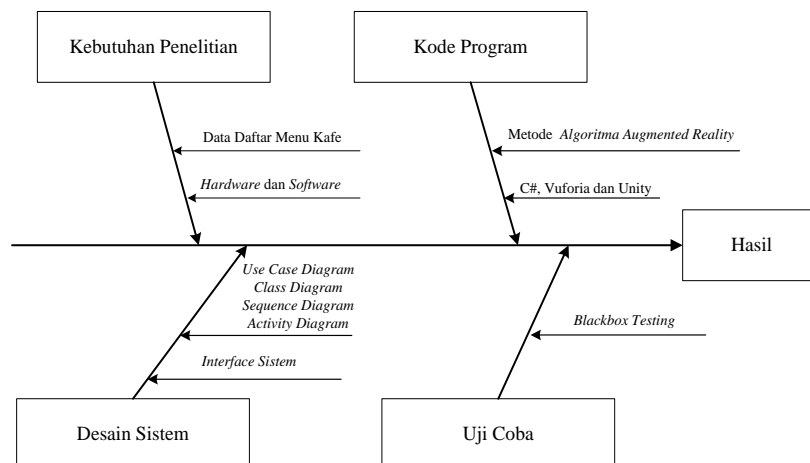 Kebutuhan Penelitian
Kode Program
Data Daftar Menu Kafe
Metode Algoritma Augmented Reality
Hardware dan Software
C#, Vuforia dan Unity
Hasil
Use Case Diagram
Class Diagram
Sequence Diagram
Activity Diagram
Blackbox Testing
Interface Sistem
Desain Sistem
Uji Coba